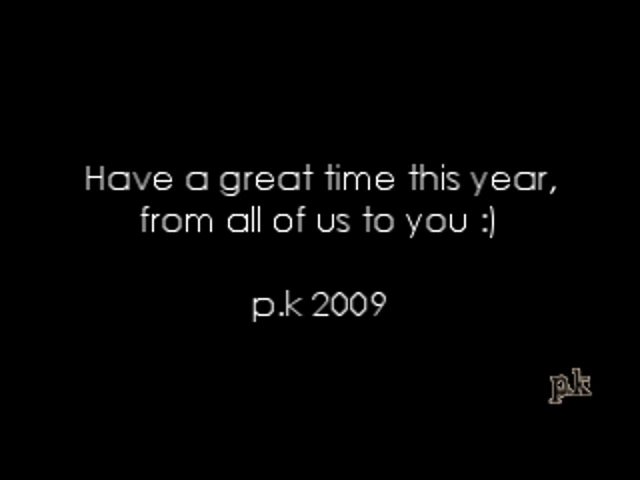 Have a great time this year,
from all of us to you :)
p.k 2009
p.k